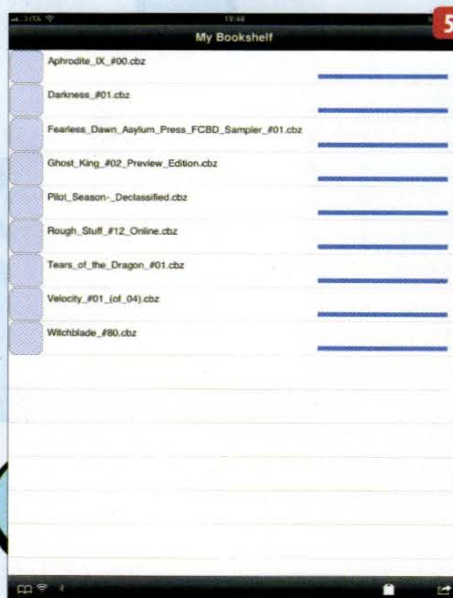 19:48
5
My Bookshelf
Aphrodite_IX_#00.cbz
Darkness_#01.cbz
Fearless_Dawn_Asylum_Press_FCBD_Sampler_#01.cbz
Ghost_King_#02_Preview_Edition.cbz
Pilot_Season-_Declassified.cbz
Rough_Stuff_#12_Online.cbz
Tears_of_the_Dragon_#01.cbz
Velocity_#01_(of_04).cbz
Witchblade_#80.cbz